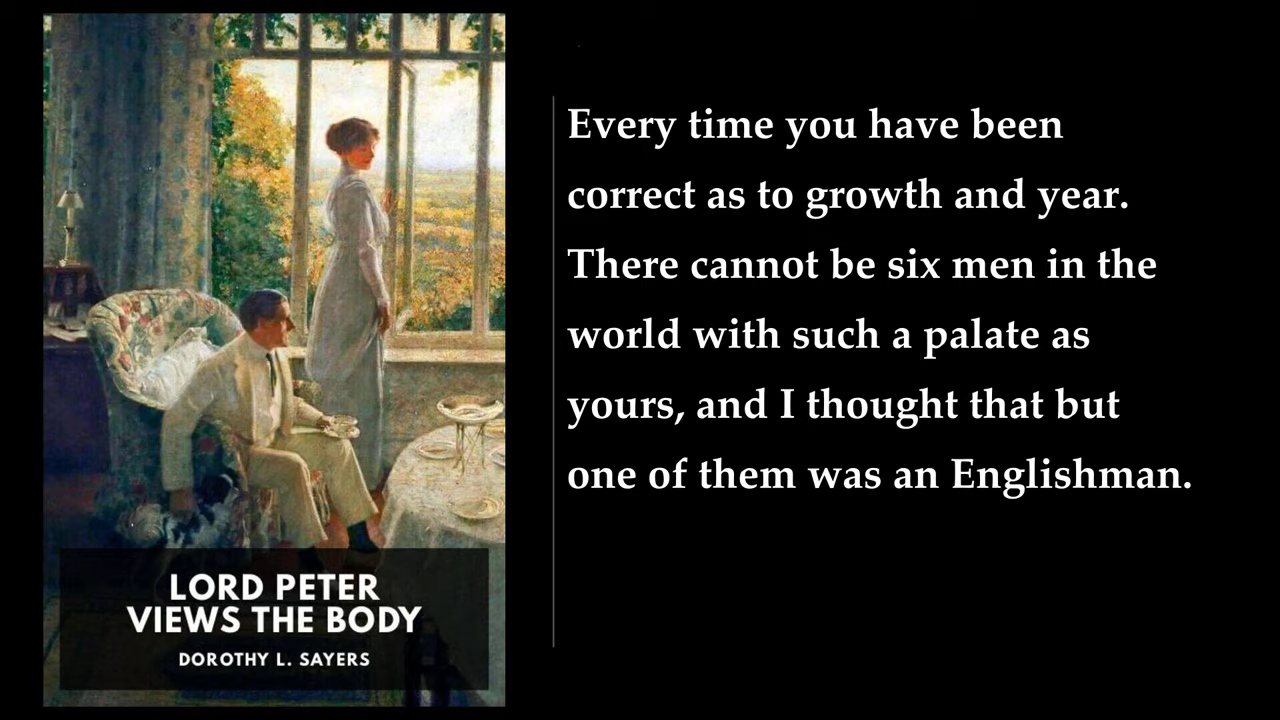 Every time you have been
correct as to growth and year.
There cannot be six men in the
world with such a palate as
yours, and I thought that but
one of them was an Englishman.
LORD PETER
VIEWS THE BODY
DOROTHY L. SAYERS